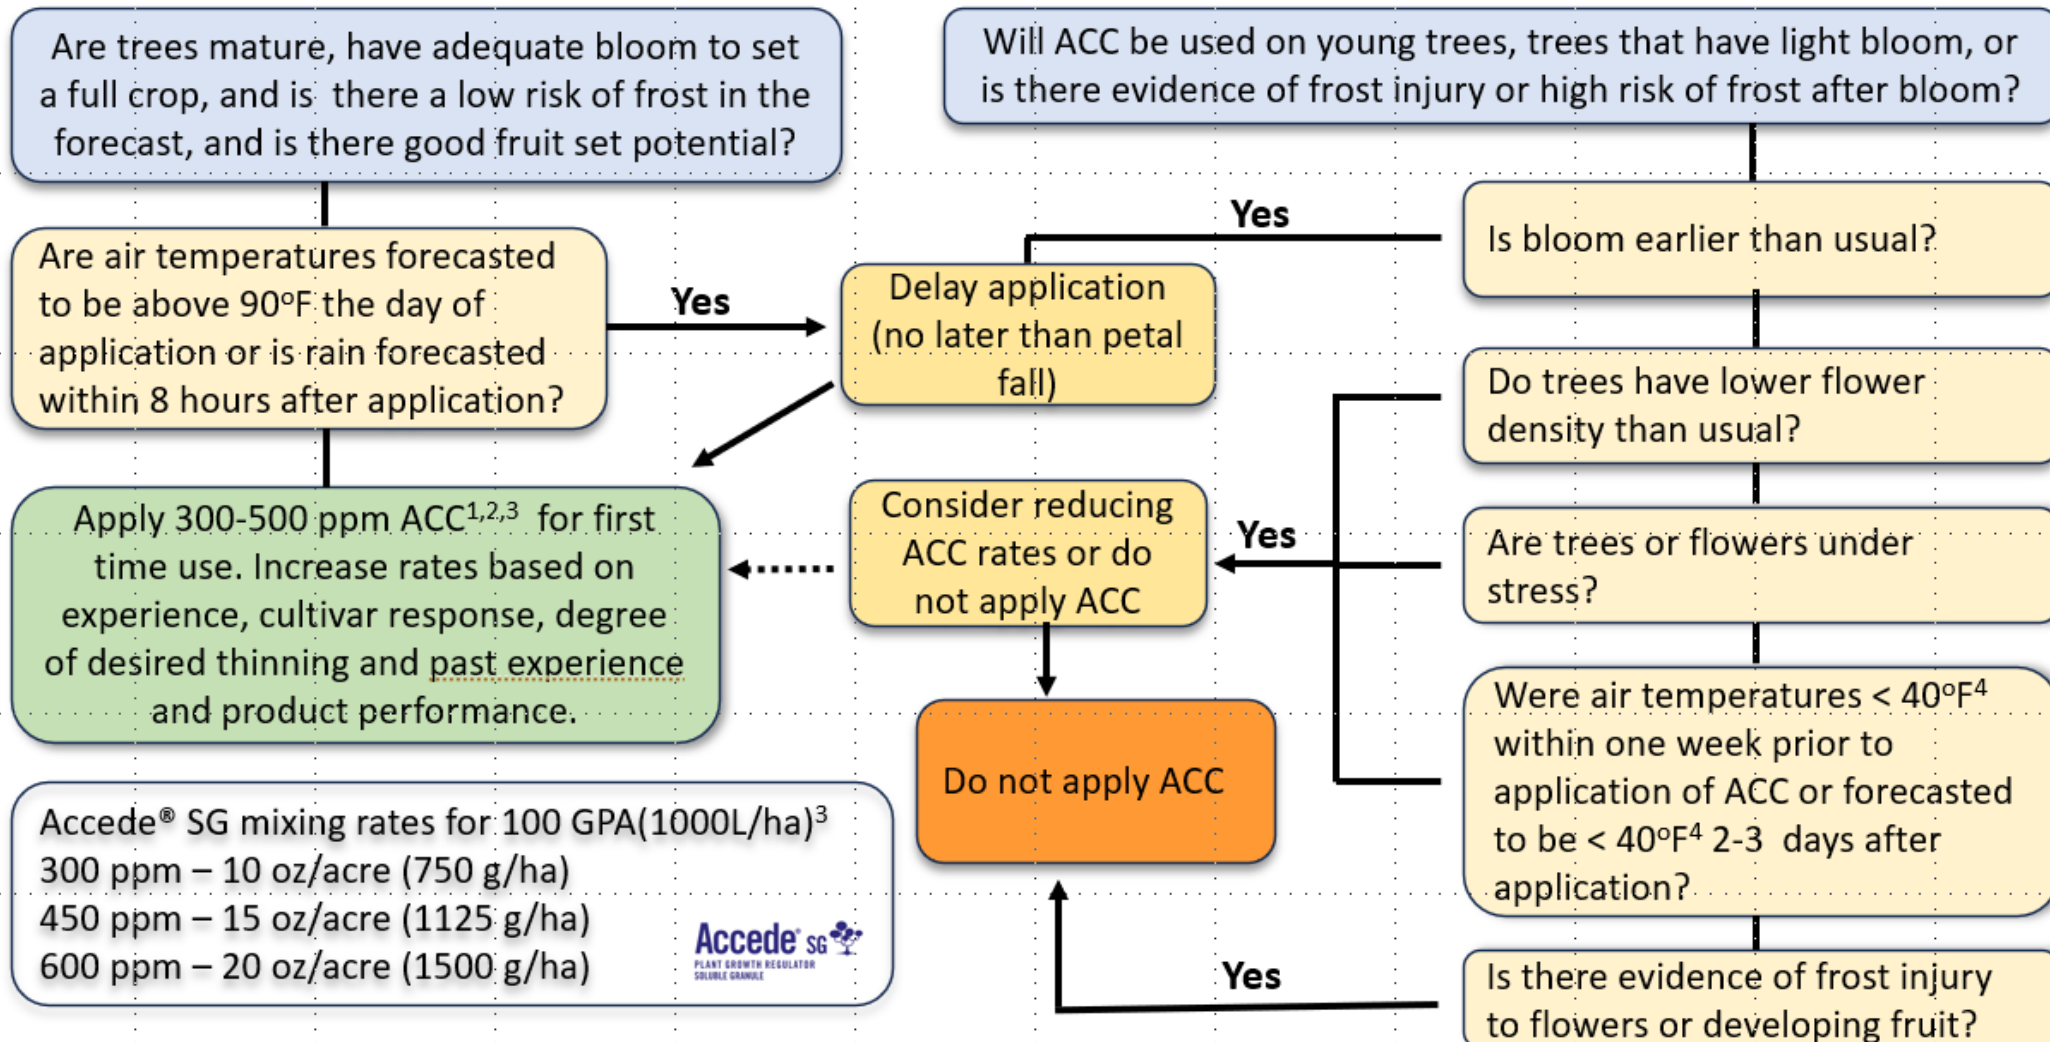 Are trees mature, have adequate bloom to set
a full crop, and is there a low risk of frost in the
forecast, and is there good fruit set potential?
Will ACC be used on young trees, trees that have light bloom, or
is there evidence of frost injury or high risk of frost after bloom?
Are air temperatures forecasted
to be above 90ºF the day of
application or is rain forecasted
within 8 hours after application?
Yes
Delay application
(no later than petal
fall)
Yes
Is bloom earlier than usual?
Do trees have lower flower
density than usual?
Apply 300-500 ppm ACC1,2,3 for first
time use. Increase rates based on
experience, cultivar response, degree
of desired thinning and past experience
and product performance.
Consider reducing
ACC rates or do
not apply ACC
Yes
Are trees or flowers under
stress?
Do not apply ACC
Were air temperatures < 40ºF4
within one week prior to
application of ACC or forecasted
to be < 40ºF4 2-3 days after
application?
Accede® SG mixing rates for 100 GPA(1000L/ha)3
300 ppm – 10 oz/acre (750 g/ha)
450 ppm – 15 oz/acre (1125 g/ha)
600 ppm – 20 oz/acre (1500 g/ha)
Accede® SG
PLANT GROWTH REGULATOR
SOLUBLE GRANULE
Yes
Is there evidence of frost injury
to flowers or developing fruit?